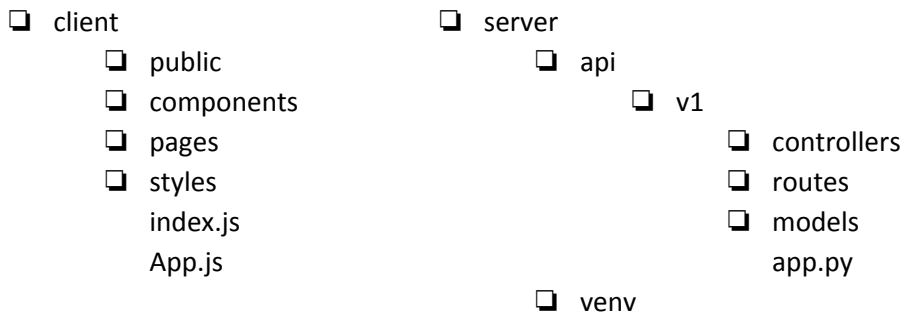 client
public
components
pages
styles
index.js
App.js
server
api
v1
controllers
routes
models
app.py
venv